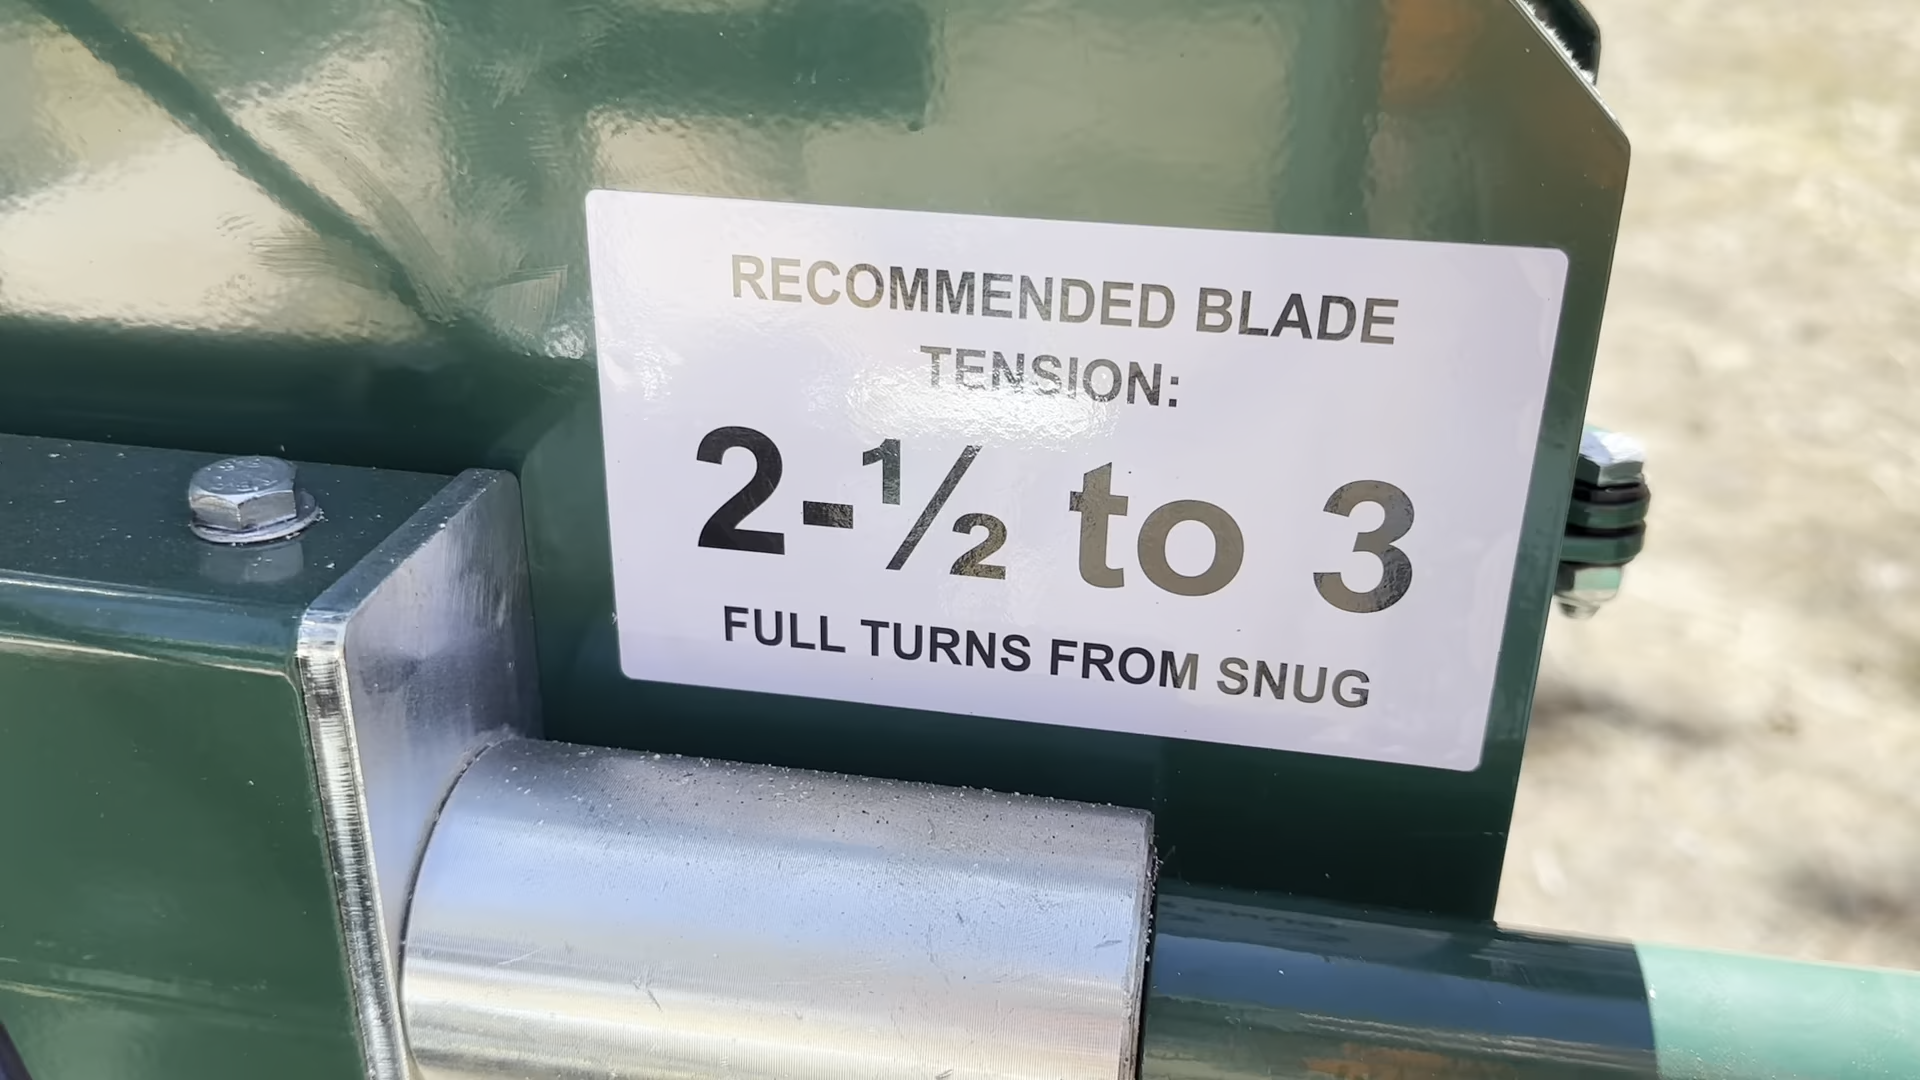 RECOMMENDED BLADE
TENSION:
2-½ to 3
FULL TURNS FROM SNUG